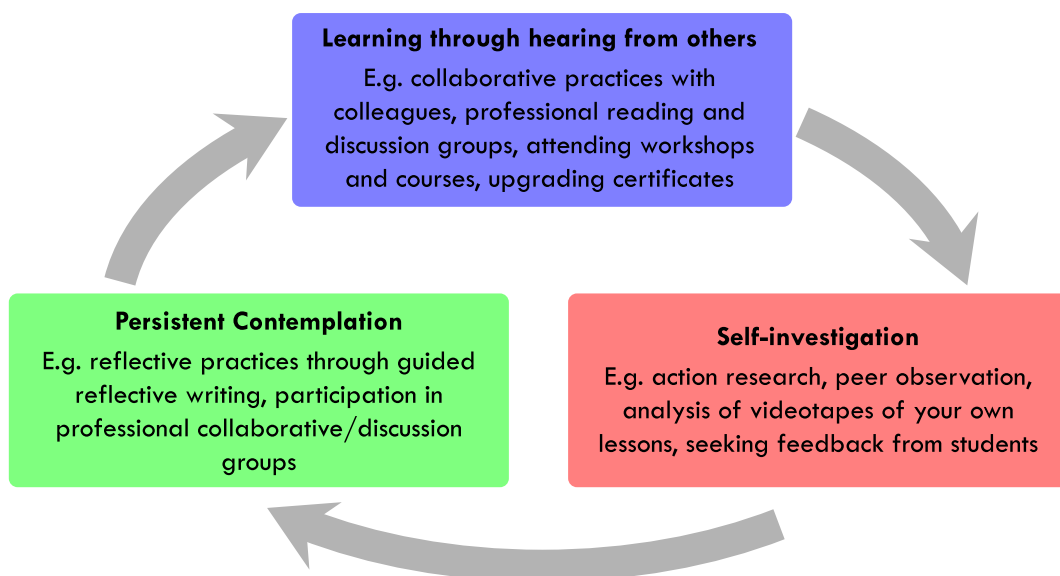 Learning through hearing from others
E.g. collaborative practices with
colleagues, professional reading and
discussion groups, attending workshops
and courses, upgrading certificates
Persistent Contemplation
E.g. reflective practices through guided
reflective writing, participation in
professional collaborative/discussion
groups
Self-investigation
E.g. action research, peer observation,
analysis of videotapes of your own
lessons, seeking feedback from students